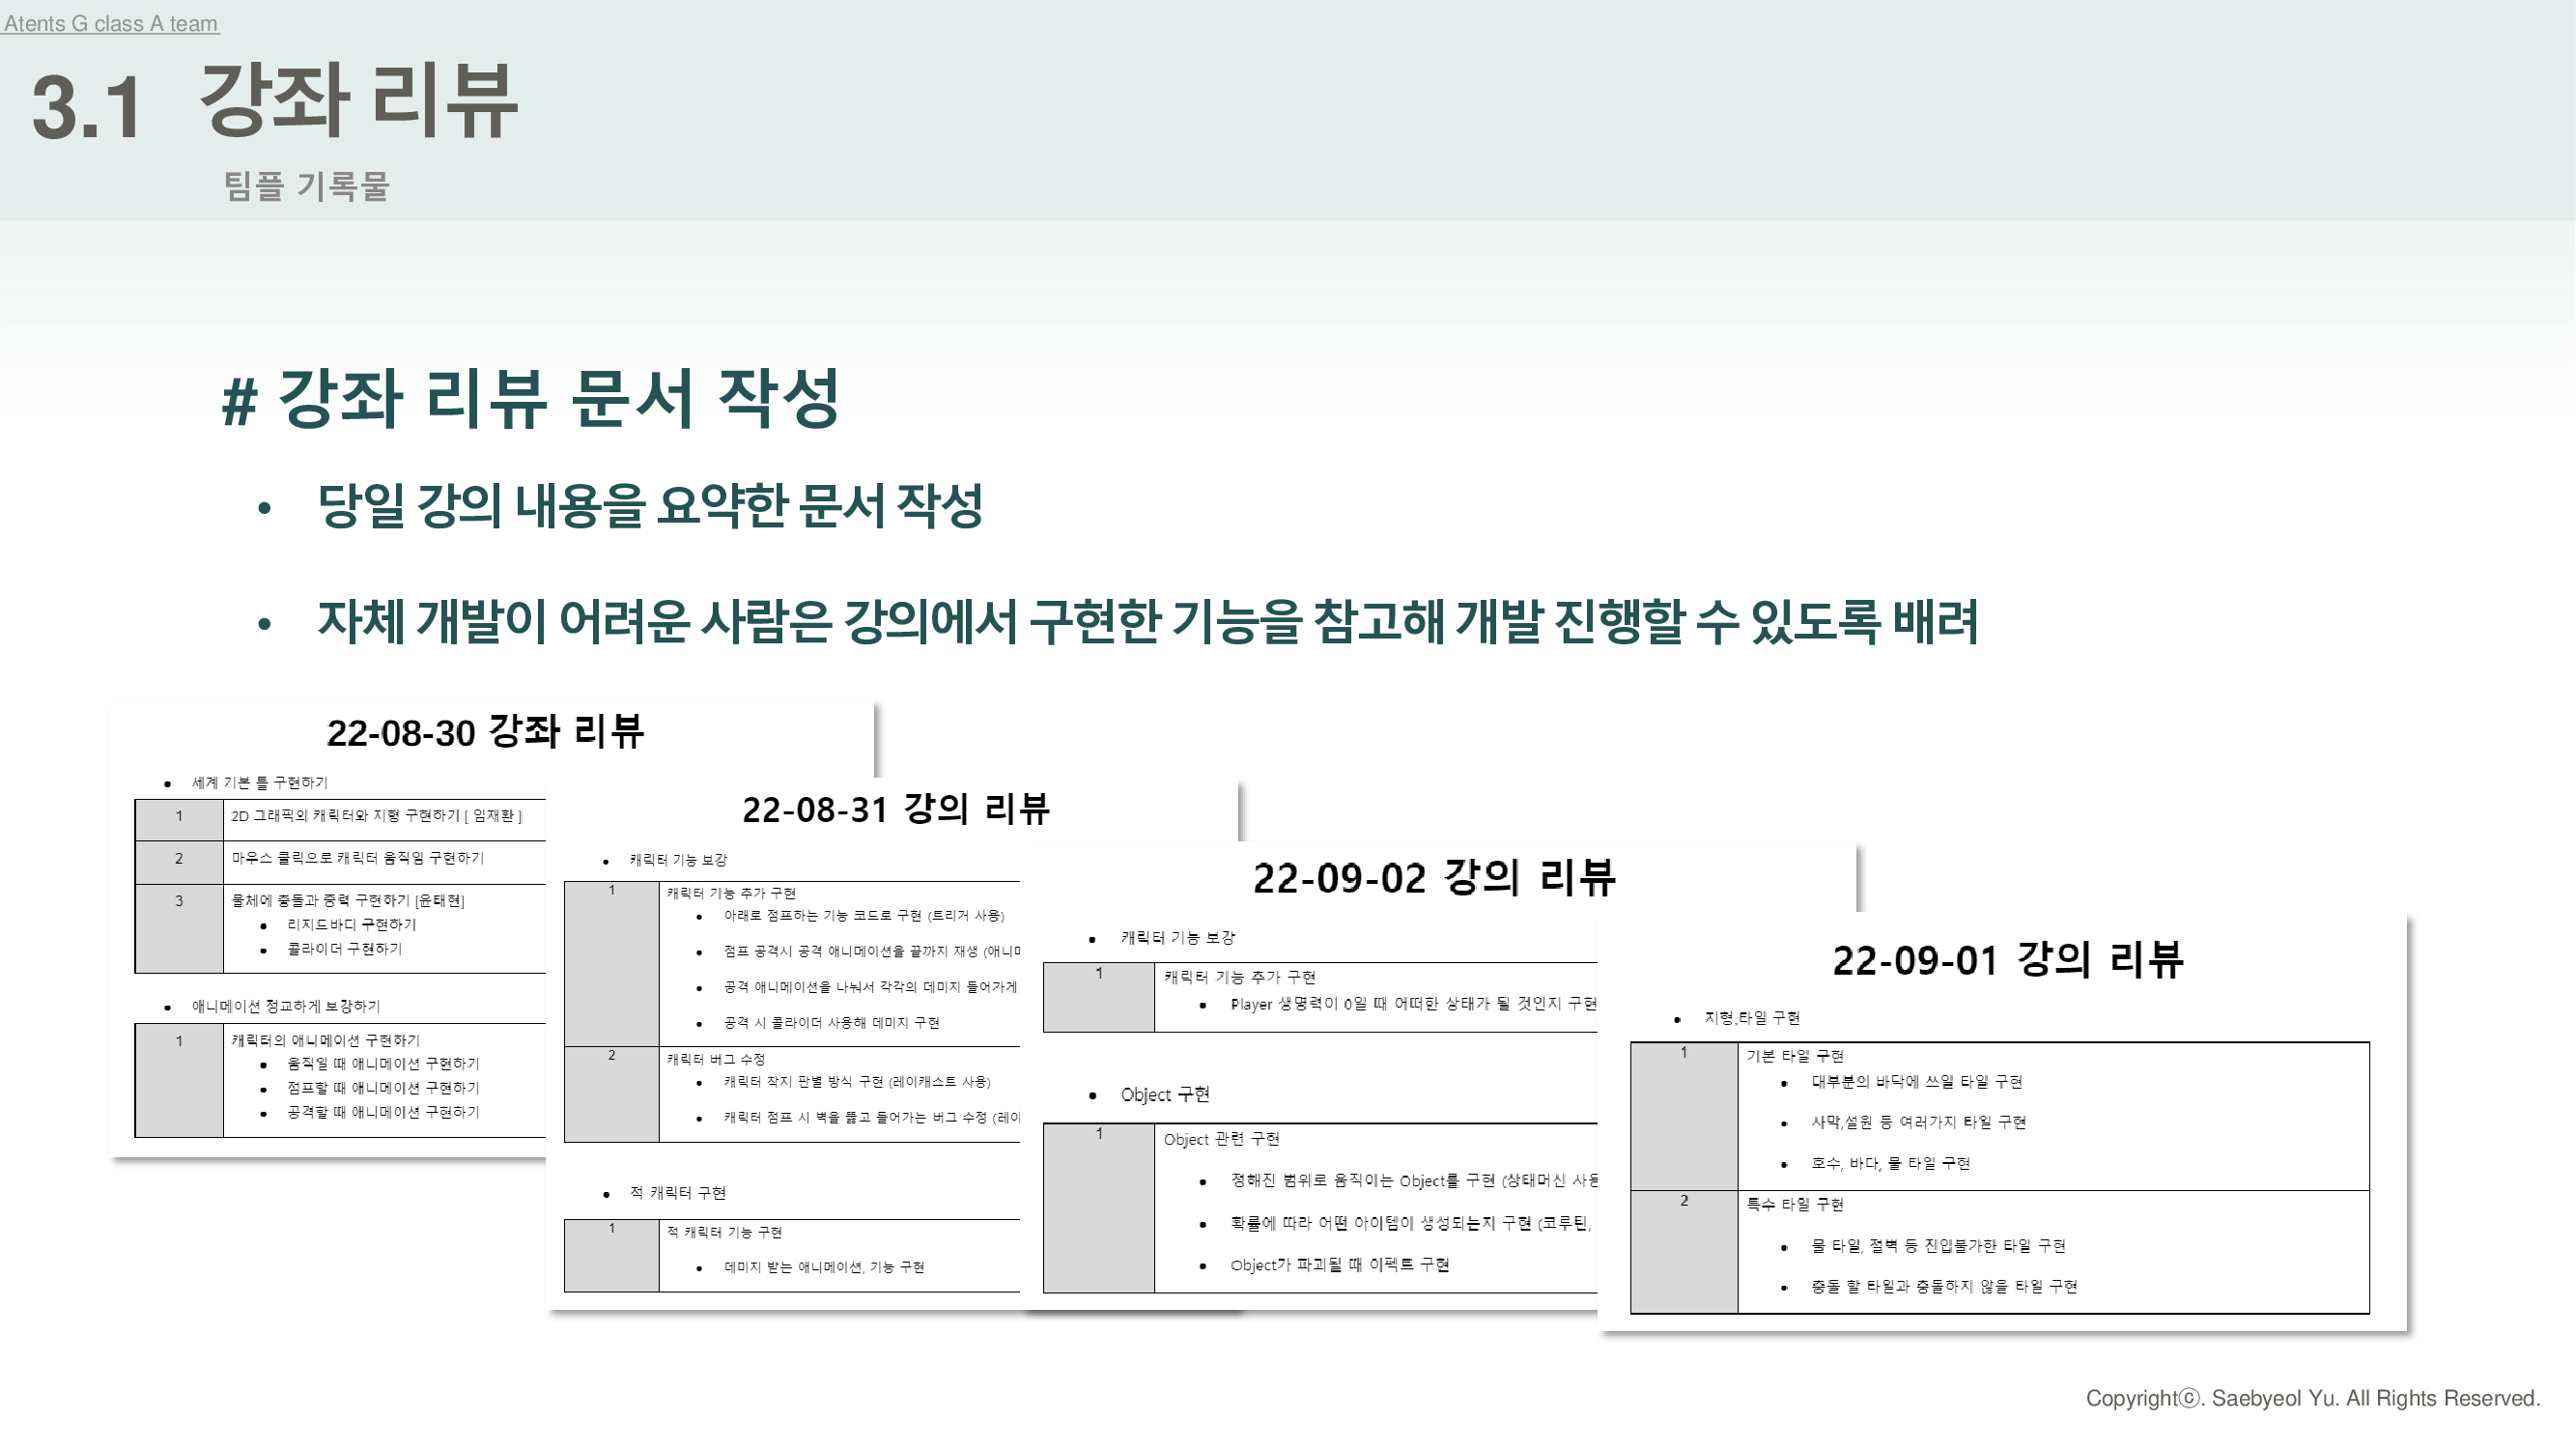 Atents G class A team
3.1 강좌 리뷰
팀플 기록물
# 강좌 리뷰 문서 작성
• 당일 강의 내용을 요약한 문서 작성
• 자체 개발이 어려운 사람은 강의에서 구현한 기능을 참고해 개발 진행할 수 있도록 배려
22-08-30 강좌 리뷰
● 세계 기본 틀 구현하기
1 2D 그래픽의 캐릭터와 지형 구현하기 [ 임재환 ]
2 마우스 클릭으로 캐릭터 움직임 구현하기
3 물체에 충돌과 중력 구현하기 [윤태현]
● 리지드바디 구현하기
● 콜라이더 구현하기
● 애니메이션 정교하게 보강하기
1 캐릭터의 애니메이션 구현하기
● 움직일 때 애니메이션 구현하기
● 점프할 때 애니메이션 구현하기
● 공격할 때 애니메이션 구현하기
22-08-31 강의 리뷰
● 캐릭터 기능 보강
1 캐릭터 기능 추가 구현
● 아래로 점프하는 기능 코드로 구현 (트리거 사용)
● 점프 공격시 공격 애니메이션을 끝까지 재생 (애니
● 공격 애니메이션을 나눠서 각각의 데미지 들어가게
● 공격 시 콜라이더 사용해 데미지 구현
2 캐릭터 버그 수정
● 캐릭터 착지 판별 방식 구현 (레이캐스트 사용)
● 캐릭터 점프 시 벽을 뚫고 들어가는 버그 수정 (레이
● 적 캐릭터 구현
1 적 캐릭터 기능 구현
● 데미지 받는 애니메이션, 기능 구현
22-09-02 강의 리뷰
● 캐릭터 기능 보강
1 캐릭터 기능 추가 구현
● Player 생명력이 0일 때 어떠한 상태가 될 것인지 구현
● Object 구현
1 Object 관련 구현
● 정해진 범위로 움직이는 Object를 구현 (상태머신 사용
● 확률에 따라 어떤 아이템이 생성되는지 구현 (코루틴,
● Object가 파괴될 때 이펙트 구현
22-09-01 강의 리뷰
● 지형,타일 구현
1 기본 타일 구현
● 대부분의 바닥에 쓰일 타일 구현
● 사막,설원 등 여러가지 타일 구현
● 호수, 바다, 물 타일 구현
2 특수 타일 구현
● 물 타일, 절벽 등 진입불가한 타일 구현
● 충돌 할 타일과 충돌하지 않을 타일 구현
Copyrightⓒ. Saebyeol Yu. All Rights Reserved.